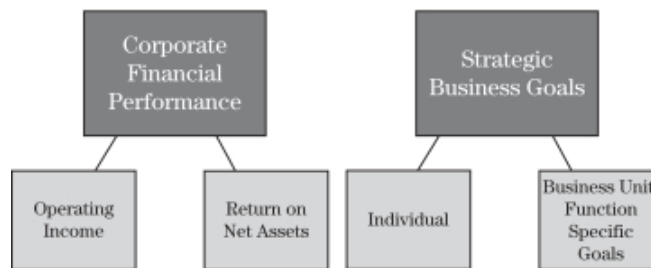 Corporate
Financial
Performance
Strategic
Business Goals
Operating
Income
Return on
Net Assets
Individual
Business Unit
Function
Specific
Goals